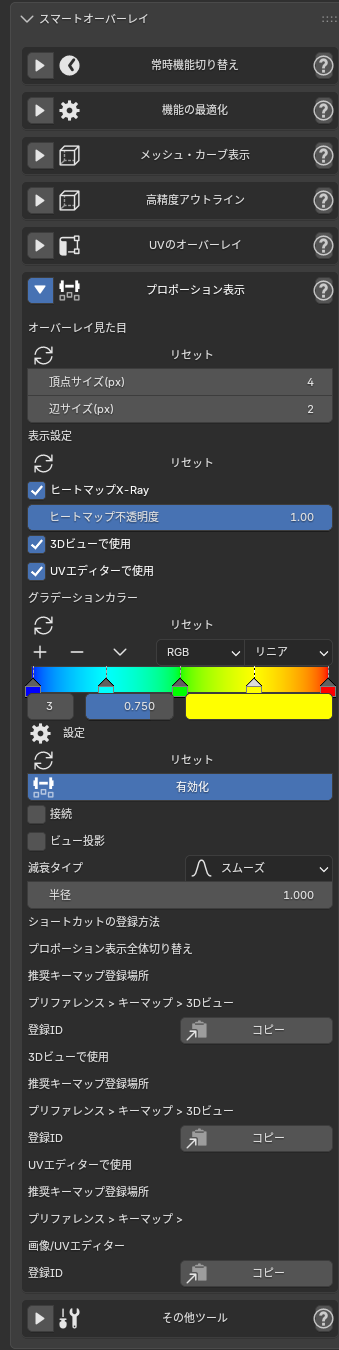 スマートオーバーレイ
常時機能切り替え
機能の最適化
メッシュ・カーブ表示
高精度アウトライン
UVのオーバーレイ
プロポーション表示
オーバーレイ見た目
リセット
頂点サイズ(px) 4
辺サイズ(px) 2
表示設定
リセット
ヒートマップX-Ray
ヒートマップ不透明度 1.00
3Dビューで使用
UVエディターで使用
グラデーションカラー
リセット
RGB リニア
3 0.750
設定
リセット
有効化
接続
ビュー投影
減衰タイプ スムーズ
半径 1.000
ショートカットの登録方法
プロポーション表示全体切り替え
推奨キーマップ登録場所
プリファレンス > キーマップ > 3Dビュー
登録ID コピー
3Dビューで使用
推奨キーマップ登録場所
プリファレンス > キーマップ > 3Dビュー
登録ID コピー
UVエディターで使用
推奨キーマップ登録場所
プリファレンス > キーマップ >
画像/UVエディター
登録ID コピー
その他ツール